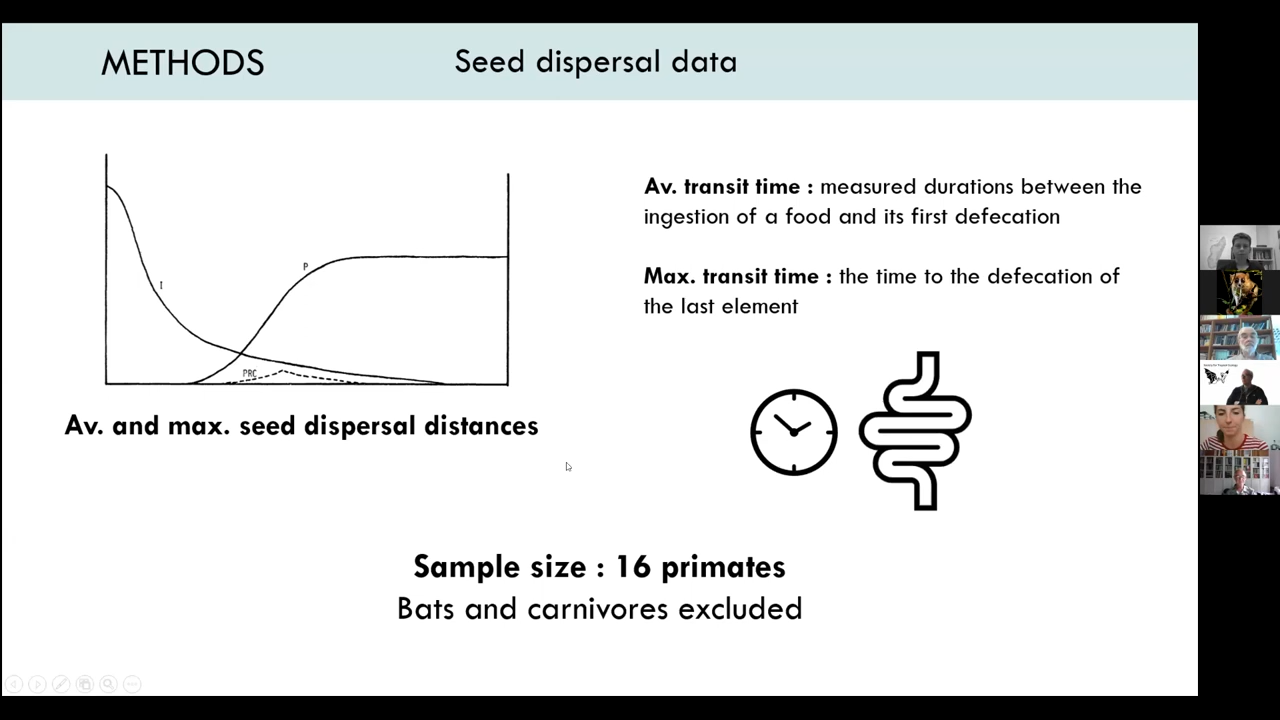 METHODS
Seed dispersal data
I
P
PRC
Av. and max. seed dispersal distances
Av. transit time : measured durations between the
ingestion of a food and its first defecation
Max. transit time : the time to the defecation of
the last element
Sample size : 16 primates
Bats and carnivores excluded